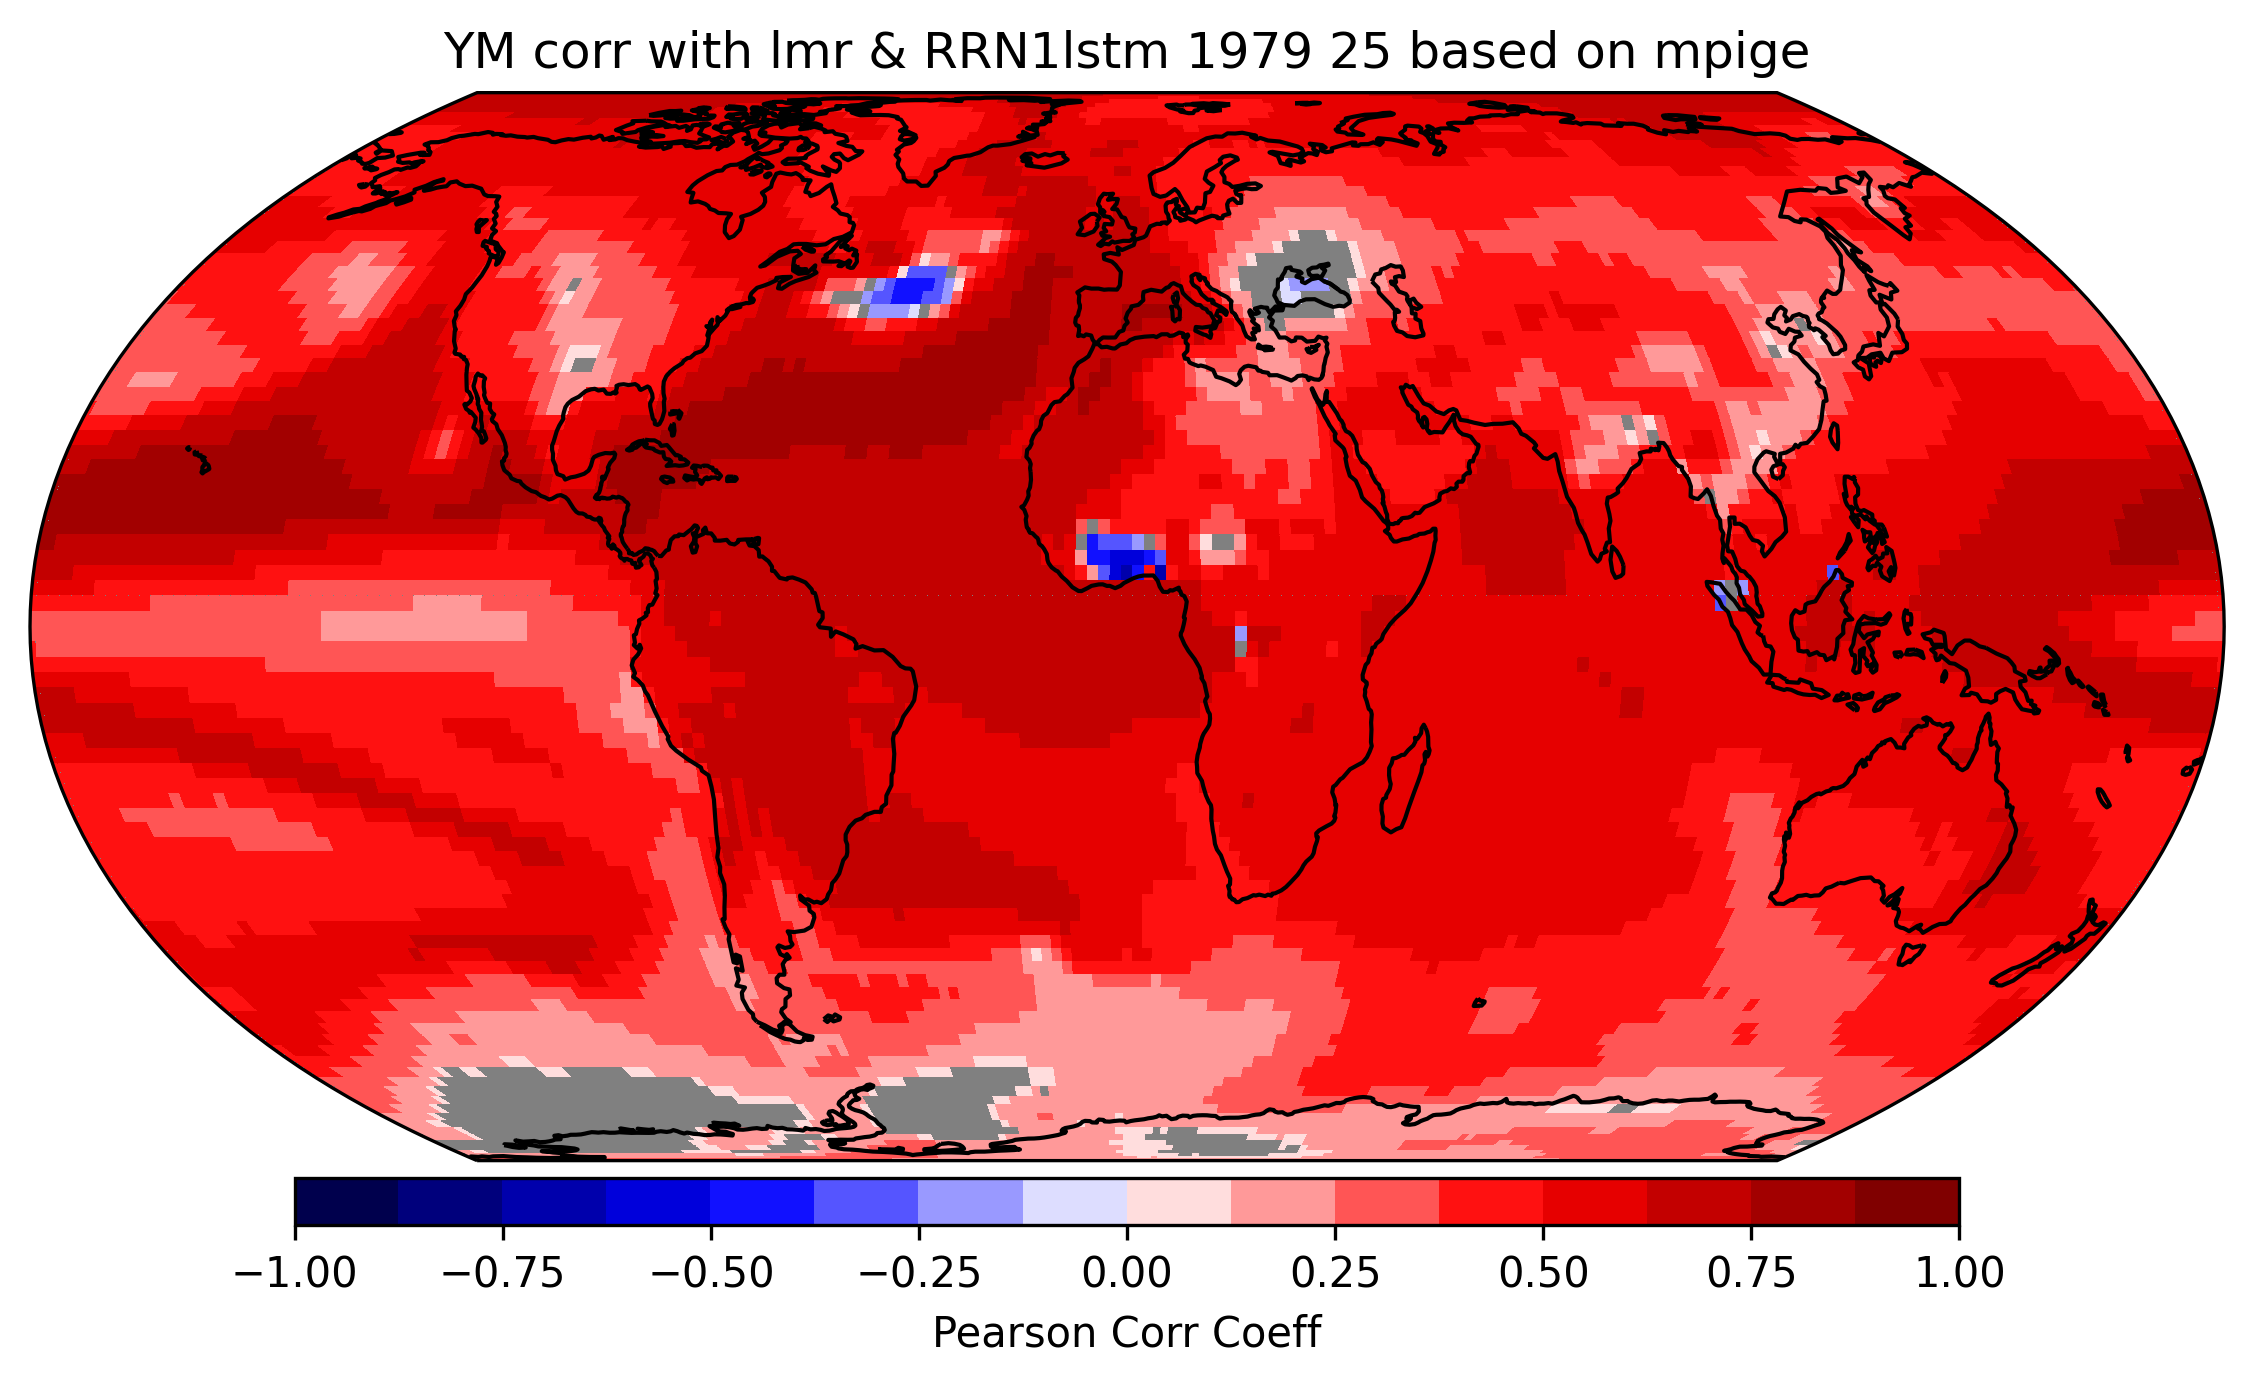 YM corr with lmr & RRN1lstm 1979 25 based on mpige
−1.00 −0.75 −0.50 −0.25 0.00 0.25 0.50 0.75 1.00
Pearson Corr Coeff